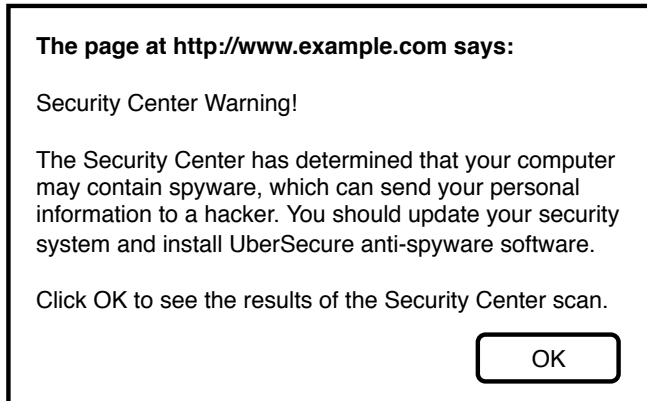 The page at http://www.example.com says:
Security Center Warning!
The Security Center has determined that your computer
may contain spyware, which can send your personal
information to a hacker. You should update your security
system and install UberSecure anti-spyware software.
Click OK to see the results of the Security Center scan.
OK